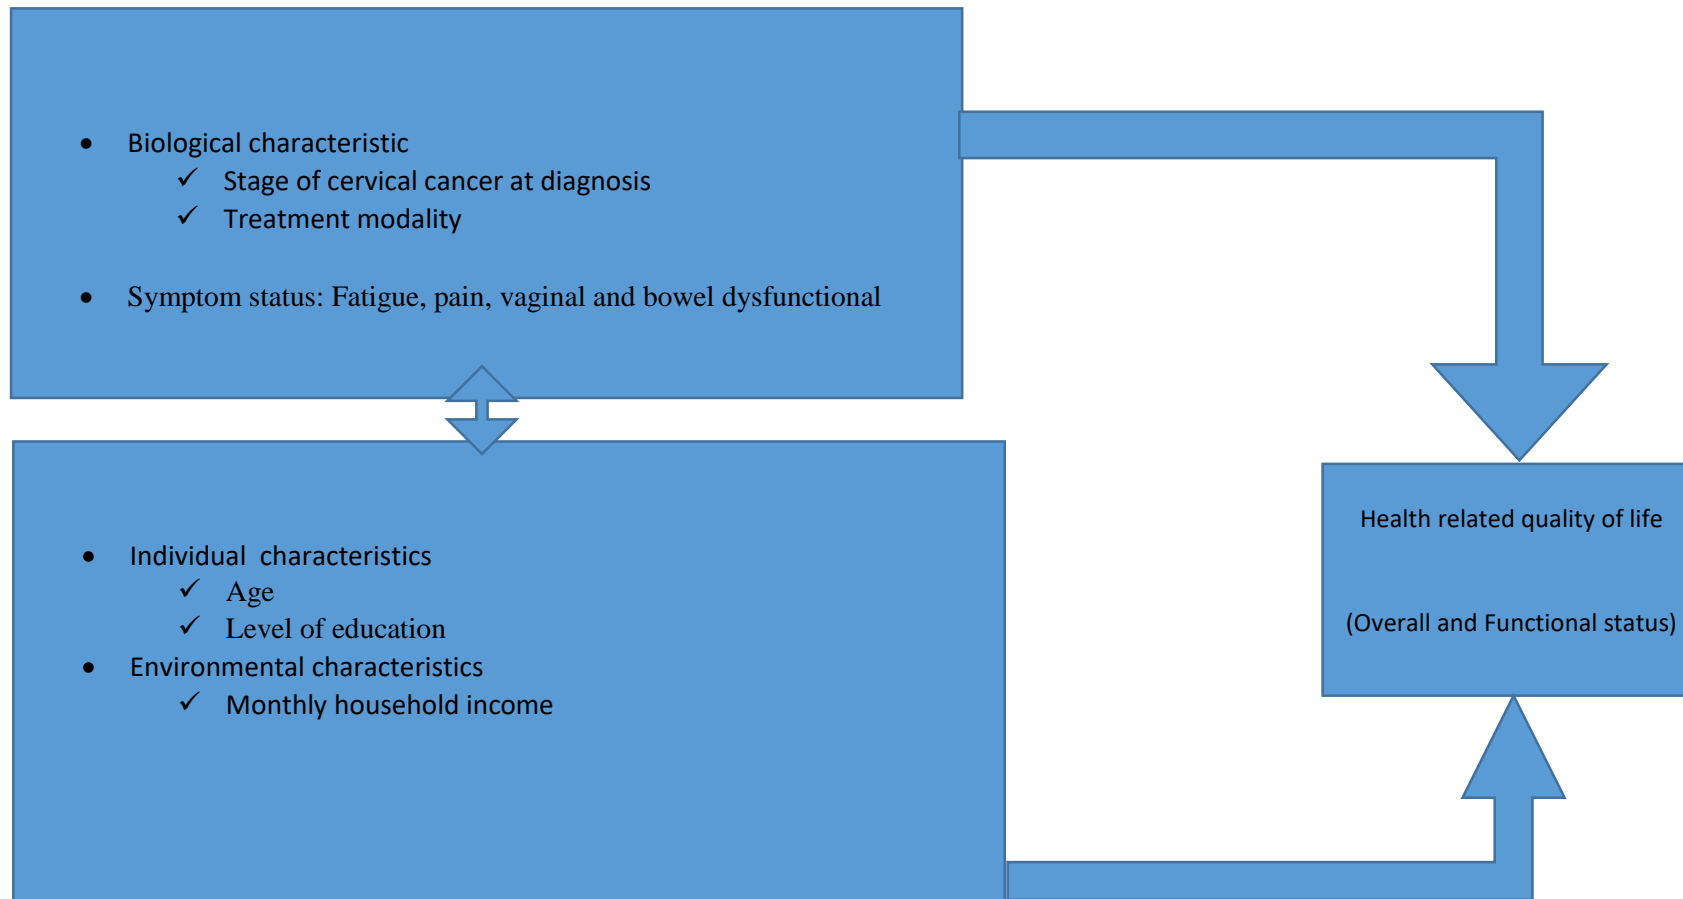 • Biological characteristic
✓ Stage of cervical cancer at diagnosis
✓ Treatment modality
• Symptom status: Fatigue, pain, vaginal and bowel dysfunctional
• Individual  characteristics
✓ Age
✓ Level of education
• Environmental characteristics
✓ Monthly household income
Health related quality of life
(Overall and Functional status)